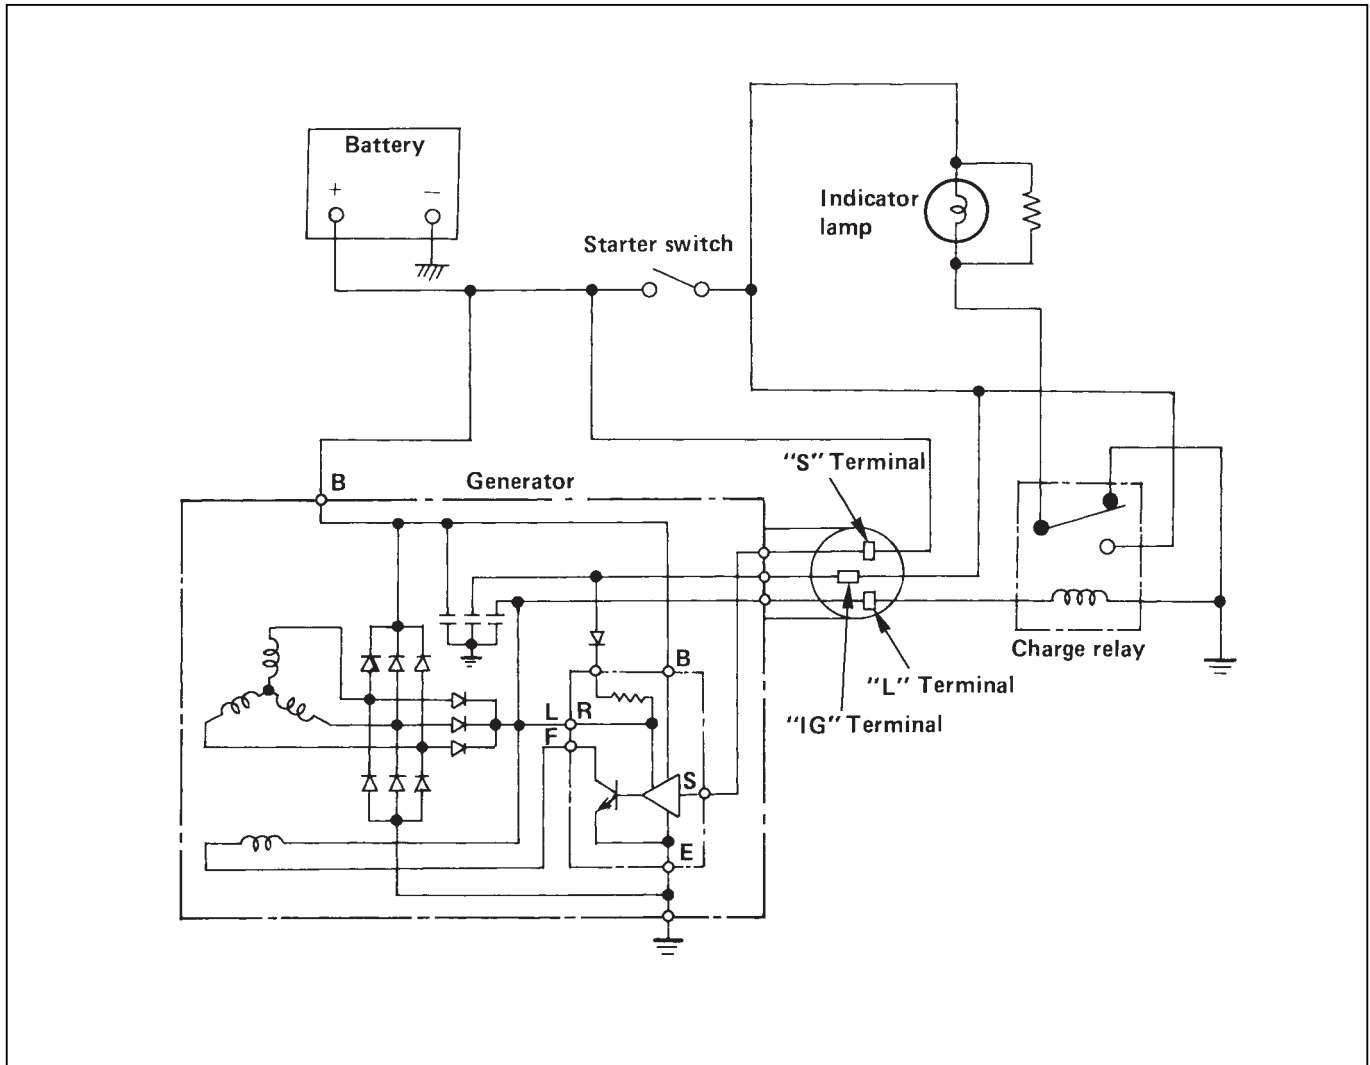 Battery
+ −
Indicator
lamp
Starter switch
"S" Terminal
B
Generator
Charge relay
B
"L" Terminal
L R
"IG" Terminal
F
S
E